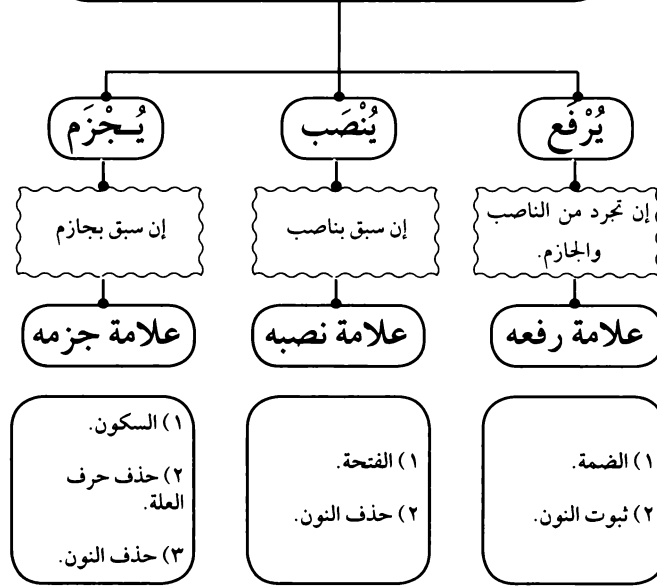 يُرْفَع
يُنْصَب
يُـجْزَم
إن تجرد من الناصب
والجازم.
إن سبق بناصب
إن سبق بجازم
علامة رفعه
علامة نصبه
علامة جزمه
١) الضمة.
٢) ثبوت النون.
١) الفتحة.
٢) حذف النون.
١) السكون.
٢) حذف حرف
العلة.
٣) حذف النون.